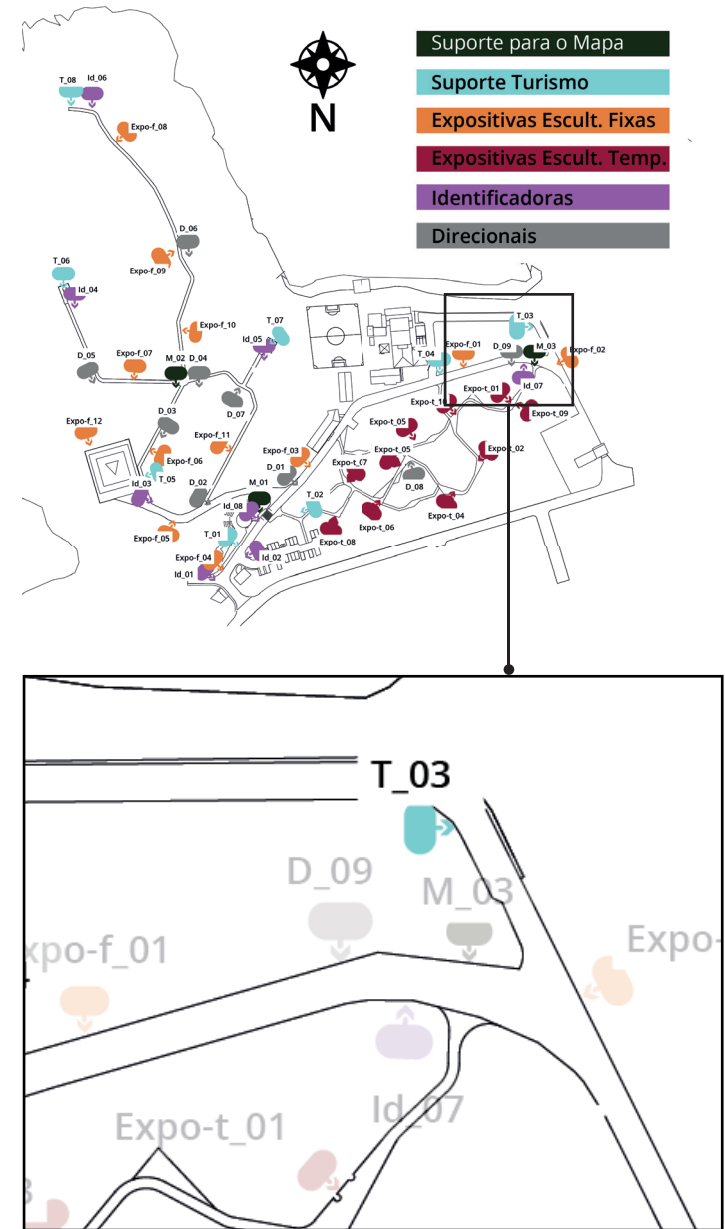 Suporte para o Mapa
Suporte Turismo
Expositivas Escult. Fixas
Expositivas Escult. Temp.
Identificadoras
Direcionais
N
T_08
Id_06
Expo-f_08
D_06
Expo-f_09
T_06
Id_04
Expo-f_10
T_07
Id_05
T_03
D_05
Expo-f_07
M_02
D_04
T_04
Expo-f_01
D_09
M_03
Expo-f_02
Id_07
D_07
Expo-t_01
Expo-t_10
Expo-t_09
D_03
Expo-f_12
Expo-f_11
Expo-t_05
Expo-f_06
T_05
Expo-f_03
D_01
Expo-t_07
Expo-t_05
Expo-t_02
D_08
Id_03
D_02
M_01
Id_08
T_02
Expo-t_04
Expo-t_06
Expo-f_05
T_01
Expo-t_08
Expo-f_04
Id_02
Id_01
T_03
D_09
M_03
xpo-f_01
Expo-
Id_07
Expo-t_01